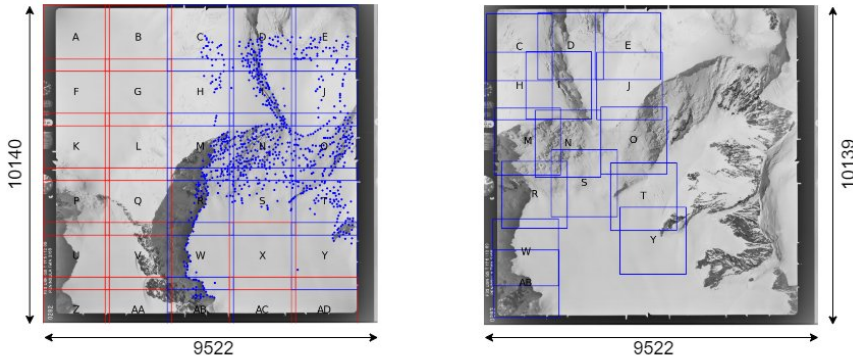 A B C D E
F G H J
K L M N O
P Q R S T
U V W X Y
Z AA AB AC AD
10140
9522
C D E
H I J
M N O
R S T
W Y
AB
10139
9522